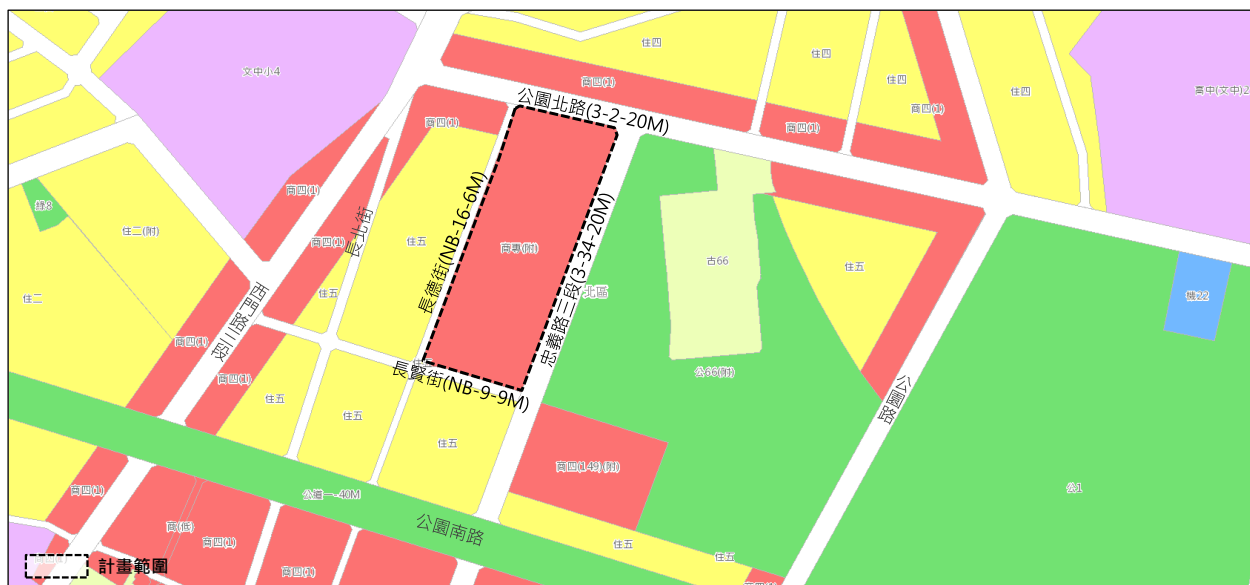 住四
文中小4
住四
商四(1)
住四
高中(文中)2
住四
公園北路(3-2-20M)
商四(1)
商四(1)
商四(1)
商四(1)
綠8
住二(附)
商四(1)
長北街
住五
長德街(NB-16-6M)
商專(附)
忠義路三段(3-34-20M)
北區
古66
住五
住二
住五
機22
西門路三段
商四(1)
長賢街(NB-9-9M)
公66(附)
商四(1)
住五
住五
公園路
住五
商四(149)(附)
商四(1)
公道一-40M
公1
商(低)
公園南路
商四(1)
住五
住五
計畫範圍
商四(1)